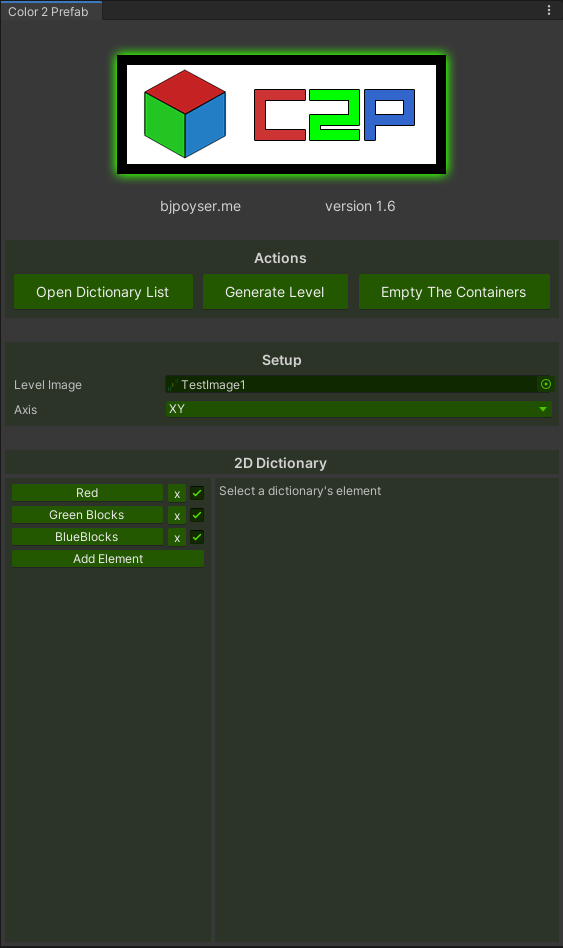 Color 2 Prefab
C2P
bjpoyser.me version 1.6
Actions
Open Dictionary List Generate Level Empty The Containers
Setup
Level Image TestImage1
Axis XY
2D Dictionary
Red x Select a dictionary's element
Green Blocks x
BlueBlocks x
Add Element